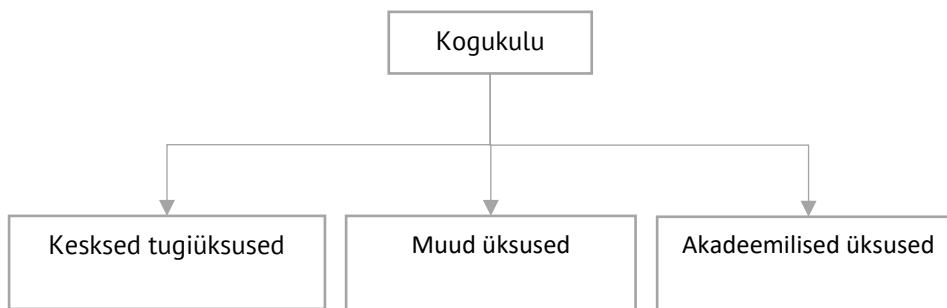 Kogukulu
Kesksed tugiüksused
Muud üksused
Akadeemilised üksused